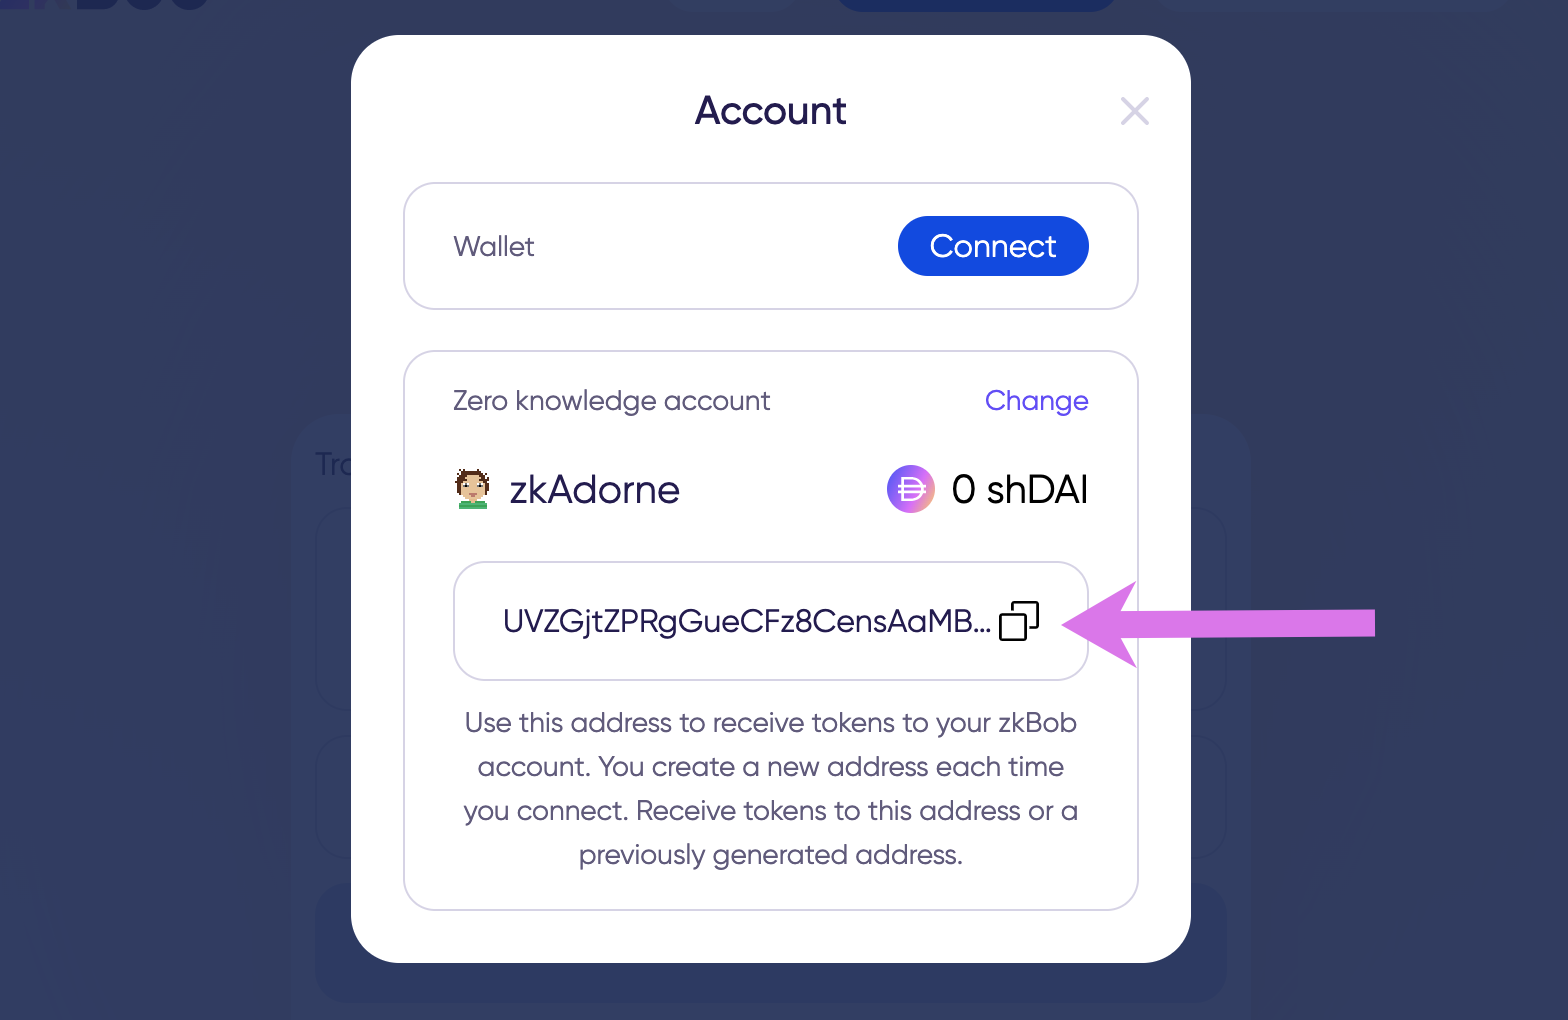 Account
Wallet
Connect
Zero knowledge account
Change
zkAdorne
0 shDAI
UVZGjtZPRgGueCFz8CensAaMB...
Use this address to receive tokens to your zkBob
account. You create a new address each time
you connect. Receive tokens to this address or a
previously generated address.